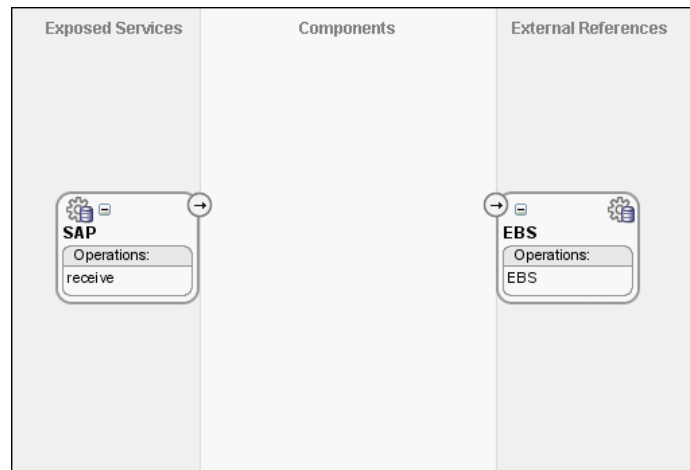 Exposed Services
Components
External References
SAP
Operations:
receive
EBS
Operations:
EBS